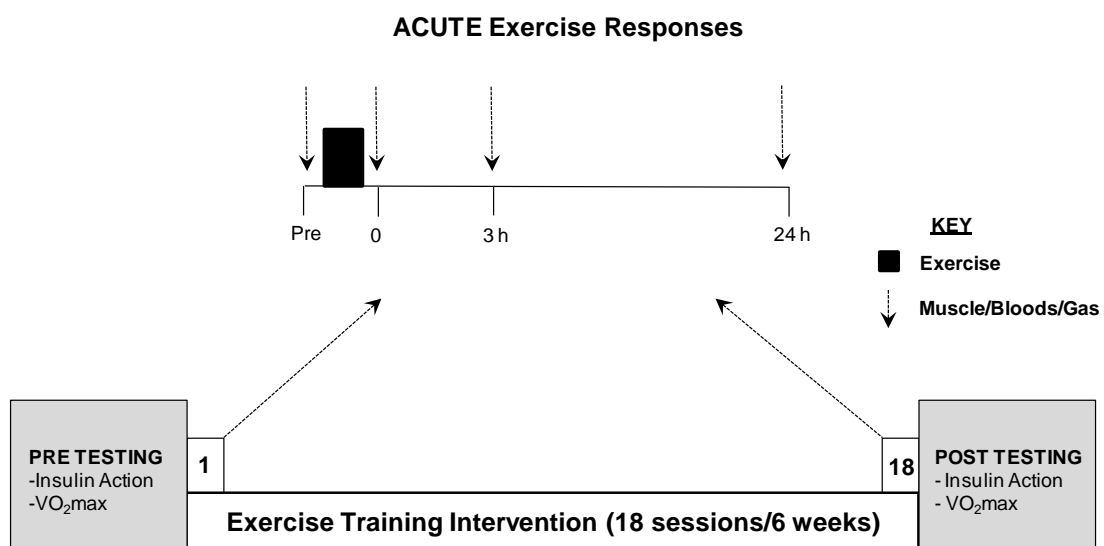 ACUTE Exercise Responses
Pre
0
3 h
24 h
KEY
Exercise
Muscle/Bloods/Gas
PRE TESTING
-Insulin Action
-VO₂max
1
18
POST TESTING
- Insulin Action
- VO₂max
Exercise Training Intervention (18 sessions/6 weeks)